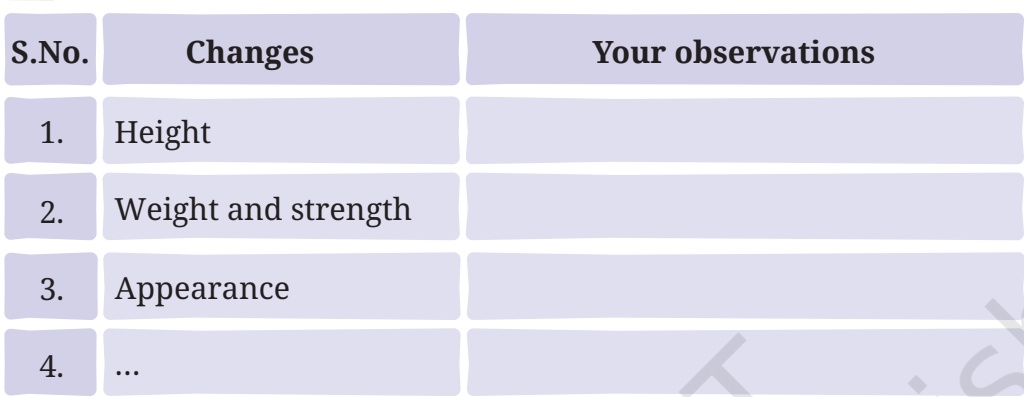 S.No. Changes Your observations
1. Height
2. Weight and strength
3. Appearance
4. ...